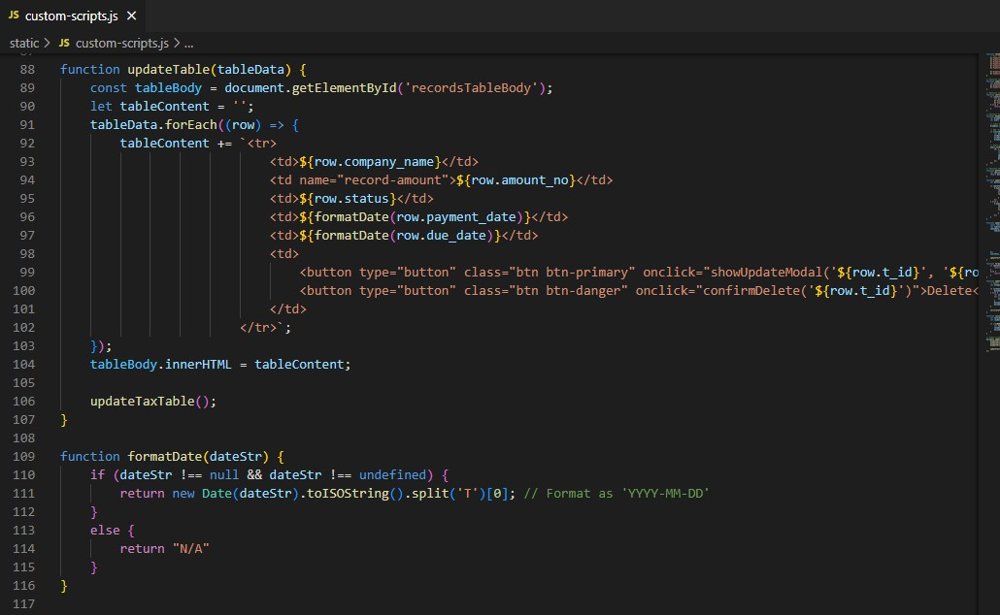 JS custom-scripts.js ×
static > JS custom-scripts.js > ...
88 function updateTable(tableData) {
89     const tableBody = document.getElementById('recordsTableBody');
90     let tableContent = '';
91     tableData.forEach((row) => {
92         tableContent += `<tr>
93                             <td>${row.company_name}</td>
94                             <td name="record-amount">${row.amount_no}</td>
95                             <td>${row.status}</td>
96                             <td>${formatDate(row.payment_date)}</td>
97                             <td>${formatDate(row.due_date)}</td>
98                             <td>
99                                 <button type="button" class="btn btn-primary" onclick="showUpdateModal('${row.t_id}', '${ro
100                                 <button type="button" class="btn btn-danger" onclick="confirmDelete('${row.t_id}')">Delete<
101                             </td>
102                         </tr>`;
103     });
104     tableBody.innerHTML = tableContent;
105
106     updateTaxTable();
107 }
108
109 function formatDate(dateStr) {
110     if (dateStr !== null && dateStr !== undefined) {
111         return new Date(dateStr).toISOString().split('T')[0]; // Format as 'YYYY-MM-DD'
112     }
113     else {
114         return "N/A"
115     }
116 }
117